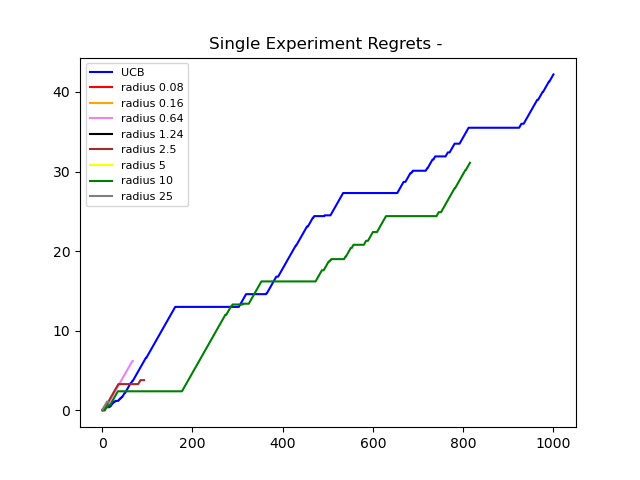 Single Experiment Regrets -
UCB
radius 0.08
radius 0.16
radius 0.64
radius 1.24
radius 2.5
radius 5
radius 10
radius 25
40
30
20
10
0
0 200 400 600 800 1000